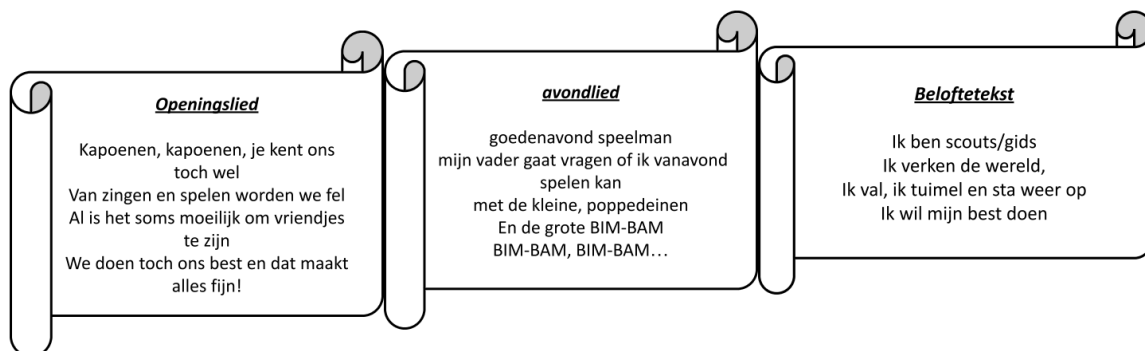 Openingslied
Kapoenen, kapoenen, je kent ons
toch wel
Van zingen en spelen worden we fel
Al is het soms moeilijk om vriendjes
te zijn
We doen toch ons best en dat maakt
alles fijn!
avondlied
goedenavond speelman
mijn vader gaat vragen of ik vanavond
spelen kan
met de kleine, poppedeinen
En de grote BIM-BAM
BIM-BAM, BIM-BAM…
Beloftetekst
Ik ben scouts/gids
Ik verken de wereld,
Ik val, ik tuimel en sta weer op
Ik wil mijn best doen